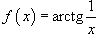 f(x) = arctg 1/x